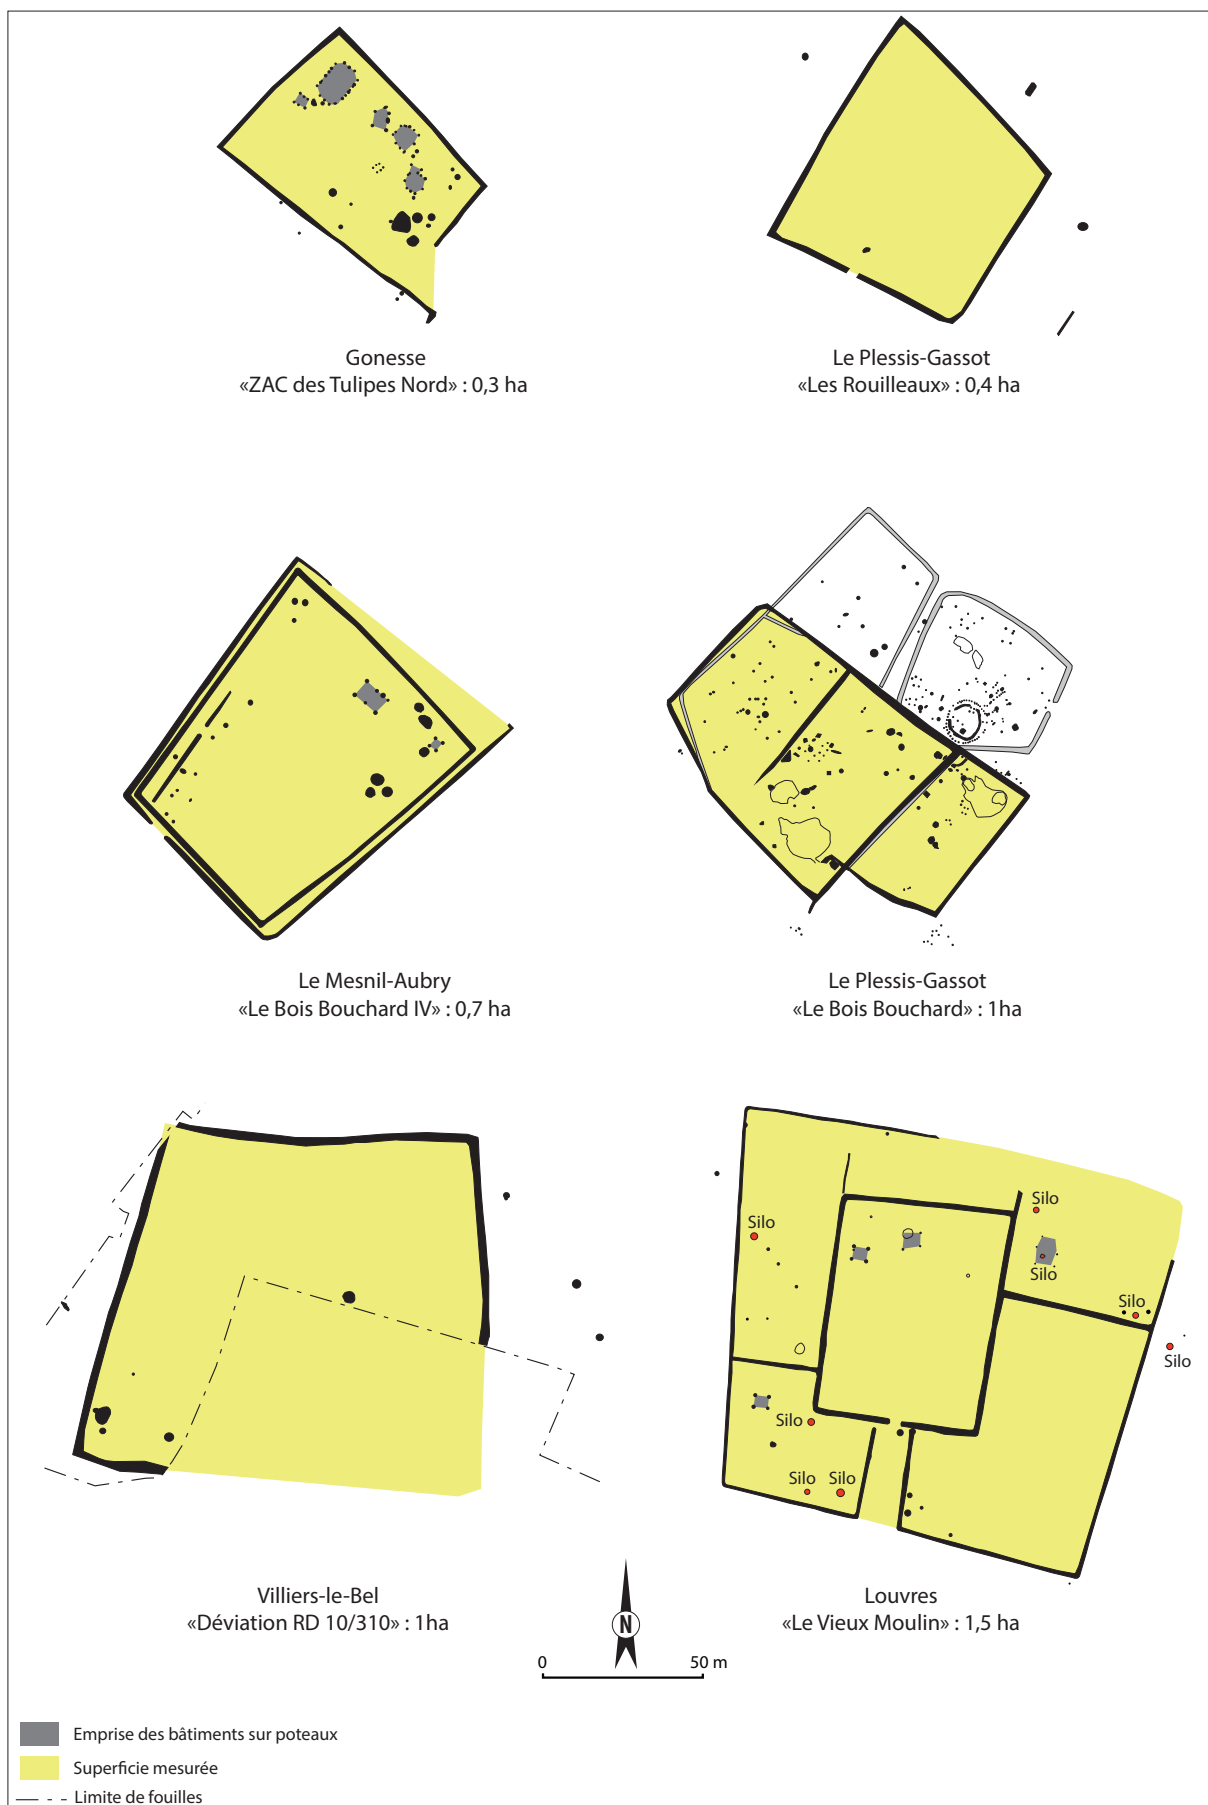 Gonesse
«ZAC des Tulipes Nord» : 0,3 ha
Le Plessis-Gassot
«Les Rouilleaux» : 0,4 ha
Le Mesnil-Aubry
«Le Bois Bouchard IV» : 0,7 ha
Le Plessis-Gassot
«Le Bois Bouchard» : 1ha
Silo
Silo
Silo
Silo
Silo
Silo
Silo
Silo
Villiers-le-Bel
«Déviation RD 10/310» : 1ha
Louvres
«Le Vieux Moulin» : 1,5 ha
N
0 50 m
Emprise des bâtiments sur poteaux
Superficie mesurée
Limite de fouilles